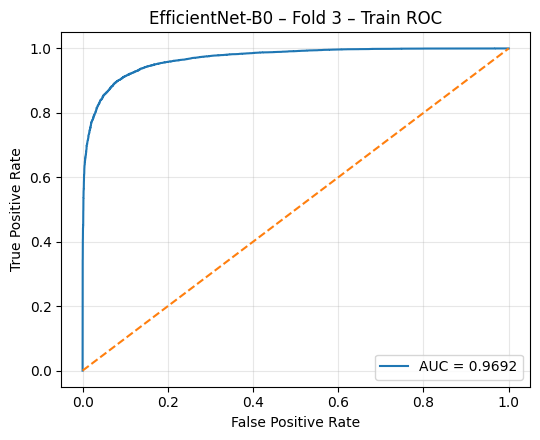 EfficientNet-B0 – Fold 3 – Train ROC
True Positive Rate
1.0
0.8
0.6
0.4
0.2
0.0
0.0 0.2 0.4 0.6 0.8 1.0
False Positive Rate
AUC = 0.9692